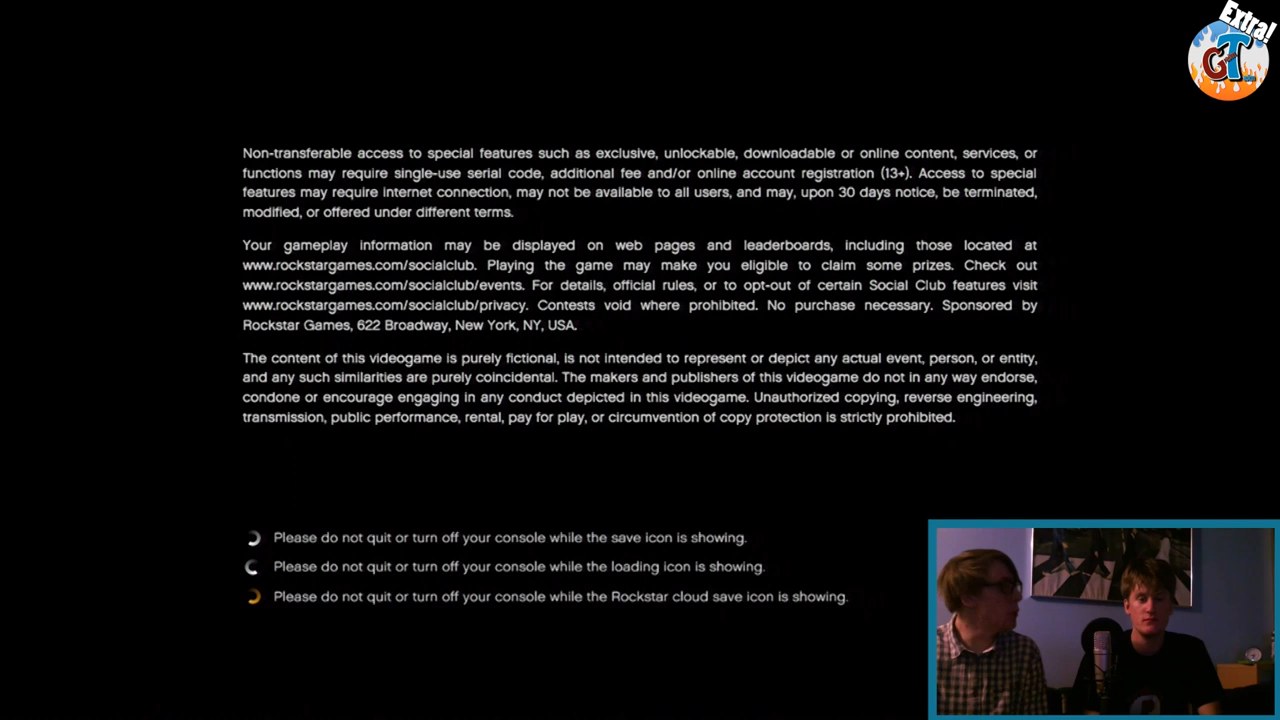 Extra!
GT
Non-transferable access to special features such as exclusive, unlockable, downloadable or online content, services, or
functions may require single-use serial code, additional fee and/or online account registration (13+). Access to special
features may require internet connection, may not be available to all users, and may, upon 30 days notice, be terminated,
modified, or offered under different terms.
Your gameplay information may be displayed on web pages and leaderboards, including those located at
www.rockstargames.com/socialclub. Playing the game may make you eligible to claim some prizes. Check out
www.rockstargames.com/socialclub/events. For details, official rules, or to opt-out of certain Social Club features visit
www.rockstargames.com/socialclub/privacy. Contests void where prohibited. No purchase necessary. Sponsored by
Rockstar Games, 622 Broadway, New York, NY, USA.
The content of this videogame is purely fictional, is not intended to represent or depict any actual event, person, or entity,
and any such similarities are purely coincidental. The makers and publishers of this videogame do not in any way endorse,
condone or encourage engaging in any conduct depicted in this videogame. Unauthorized copying, reverse engineering,
transmission, public performance, rental, pay for play, or circumvention of copy protection is strictly prohibited.
Please do not quit or turn off your console while the save icon is showing.
Please do not quit or turn off your console while the loading icon is showing.
Please do not quit or turn off your console while the Rockstar cloud save icon is showing.